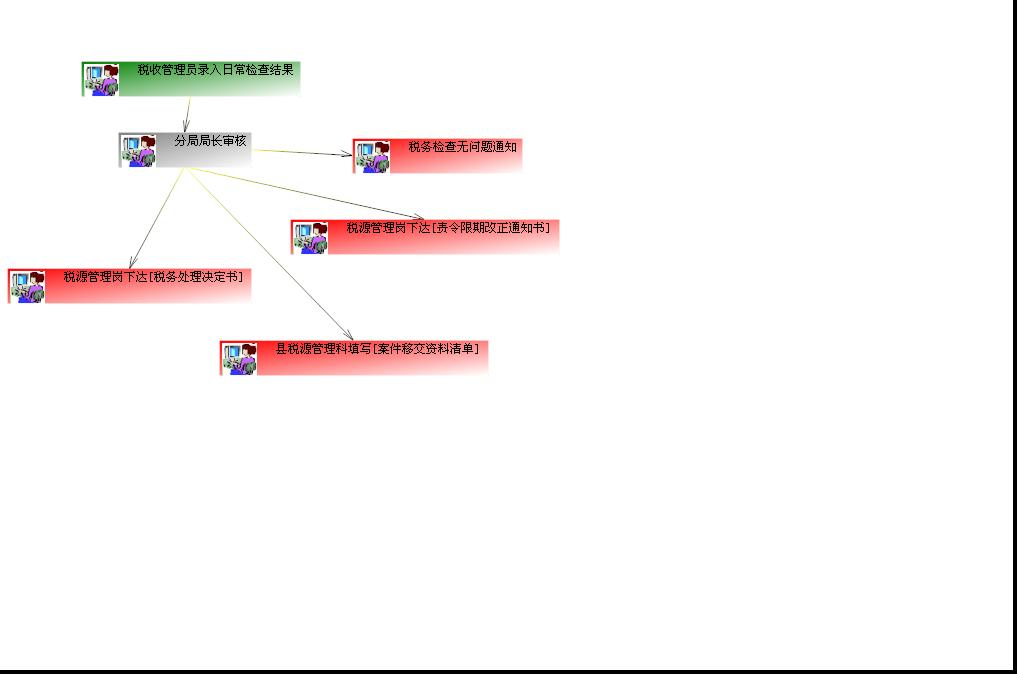 税收管理员录入日常检查结果
分局局长审核
税务检查无问题通知
税源管理岗下达[责令限期改正通知书]
税源管理岗下达[税务处理决定书]
县税源管理科填写[案件移交资料清单]